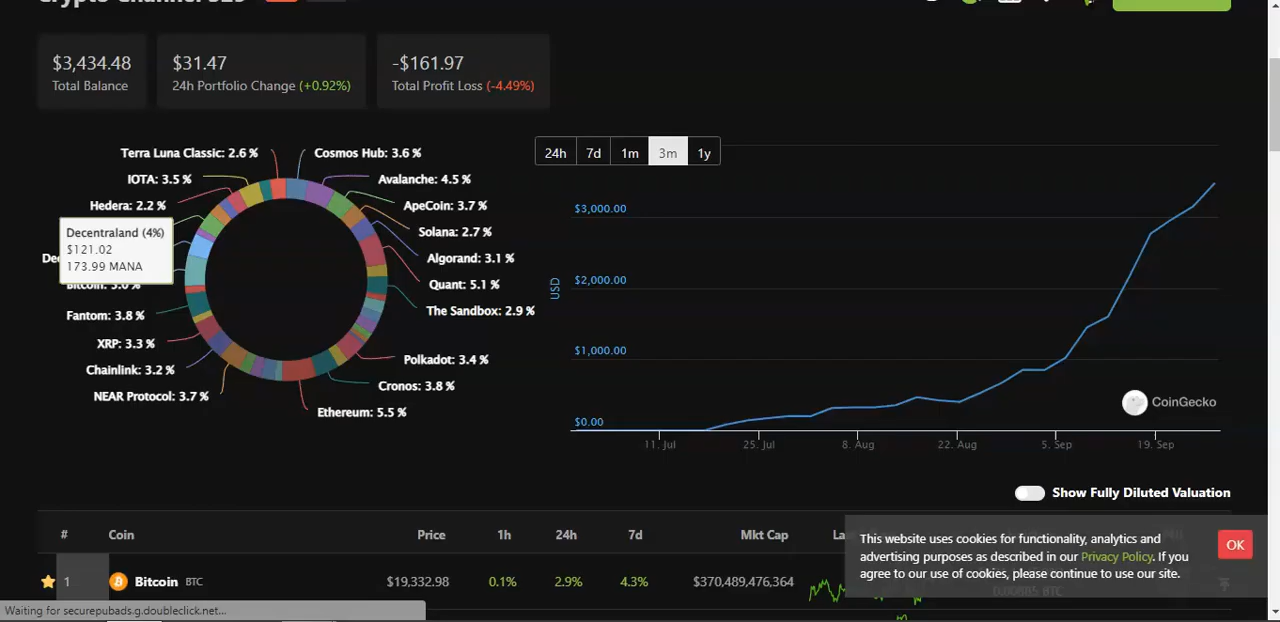 $3,434.48
Total Balance
$31.47
24h Portfolio Change (+0.92%)
-$161.97
Total Profit Loss (-4.49%)
Terra Luna Classic: 2.6 %
Cosmos Hub: 3.6 %
IOTA: 3.5 %
Avalanche: 4.5 %
Hedera: 2.2 %
ApeCoin: 3.7 %
Solana: 2.7 %
Decentraland (4%)
$121.02
173.99 MANA
Algorand: 3.1 %
Quant: 5.1 %
Fantom: 3.8 %
The Sandbox: 2.9 %
XRP: 3.3 %
Polkadot: 3.4 %
Chainlink: 3.2 %
Cronos: 3.8 %
NEAR Protocol: 3.7 %
Ethereum: 5.5 %
24h 7d 1m 3m 1y
$3,000.00
$2,000.00
USD
$1,000.00
$0.00
CoinGecko
11. Jul 25. Jul 8. Aug 22. Aug 5. Sep 19. Sep
Show Fully Diluted Valuation
# Coin Price 1h 24h 7d Mkt Cap
1 Bitcoin BTC $19,332.98 0.1% 2.9% 4.3% $370,489,476,364
This website uses cookies for functionality, analytics and
advertising purposes as described in our Privacy Policy. If you
agree to our use of cookies, please continue to use our site.
OK
Waiting for securepubads.g.doubleclick.net...